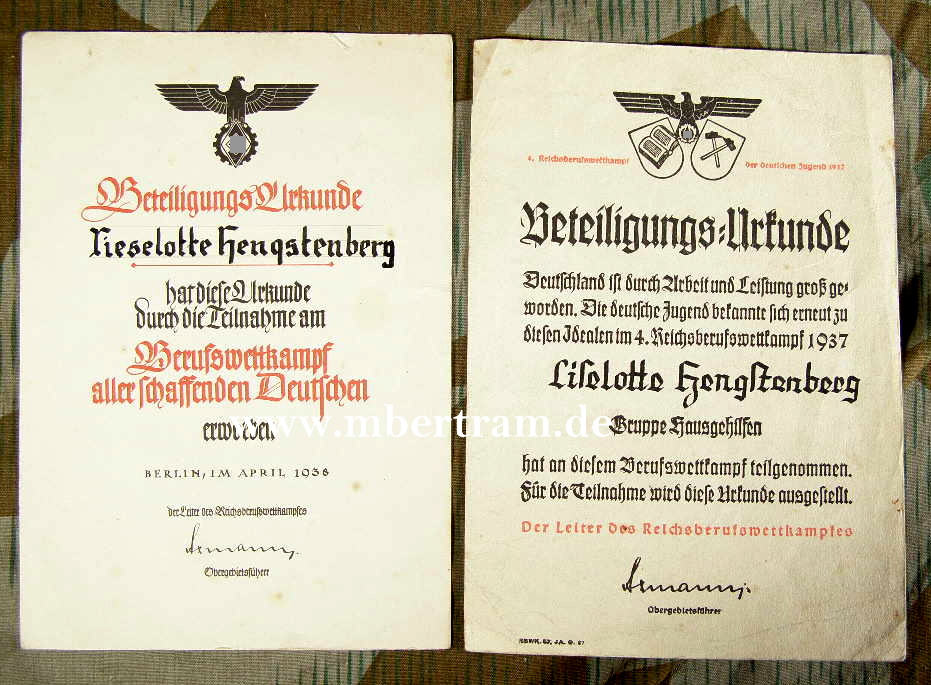 Beteiligungs-Urkunde
Lieselotte Hengstenberg
hat diese Urkunde
durch die Teilnahme am
Berufswettkampf
aller schaffenden Deutschen
erworben
BERLIN, IM APRIL 1938
der Leiter des Reichsberufswettkampfes
Axmann.
Obergebietsführer
4. Reichsberufswettkampf der deutschen Jugend 1937
Beteiligungs-Urkunde
Deutschland ist durch Arbeit und Leistung groß ge-
worden. Die deutsche Jugend bekannte sich erneut zu
diesen Idealen im 4. Reichsberufswettkampf 1937
Liselotte Hengstenberg
Gruppe Hausgehilfen
hat an diesem Berufswettkampf teilgenommen.
Für die Teilnahme wird diese Urkunde ausgestellt.
Der Leiter des Reichsberufswettkampfes
Axmann.
Obergebietsführer
www.mbertram.de